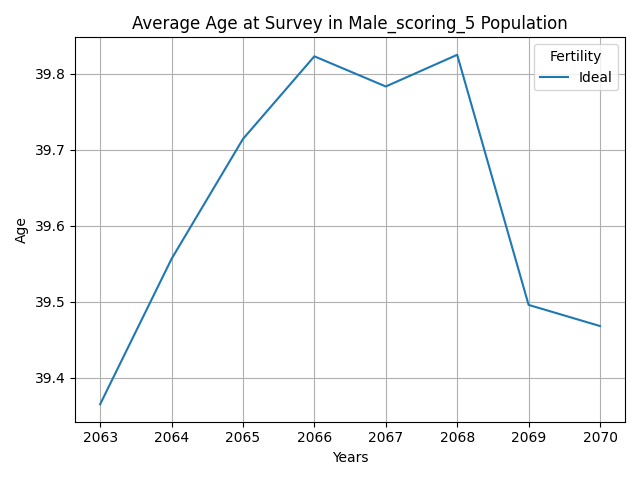 Average Age at Survey in Male_scoring_5 Population
Fertility
Ideal
39.8
39.7
39.6
39.5
39.4
Age
2063 2064 2065 2066 2067 2068 2069 2070
Years